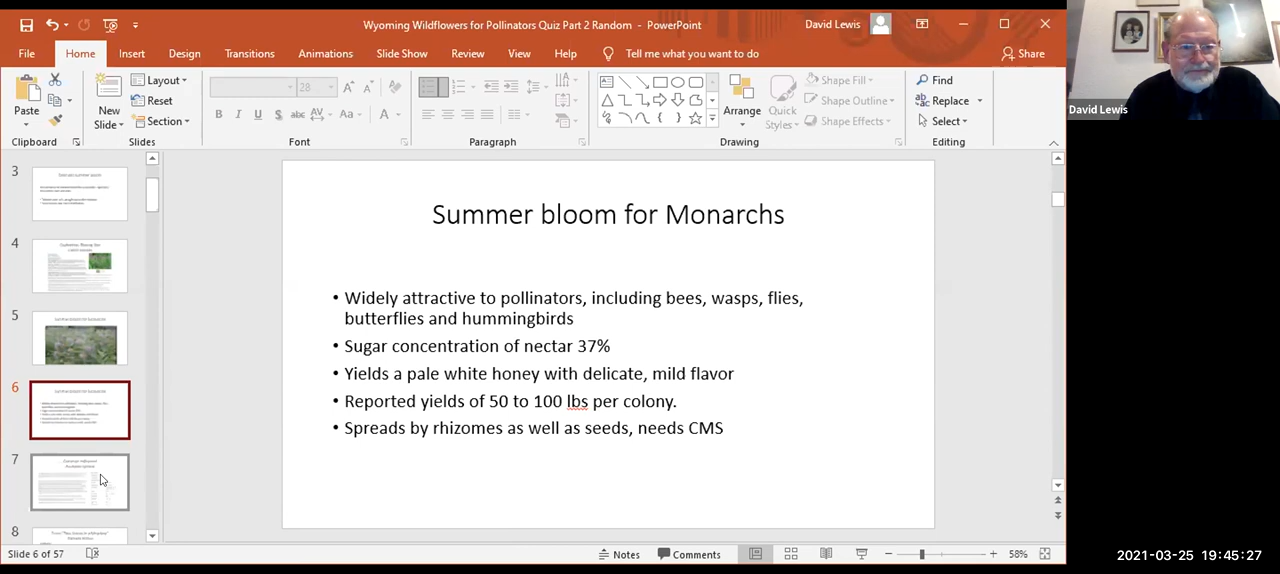 Wyoming Wildflowers for Pollinators Quiz Part 2 Random - PowerPoint
David Lewis
File Home Insert Design Transitions Animations Slide Show Review View Help Tell me what you want to do Share
Paste
New Slide
Layout
Reset
Section
28
B I U S abc AV Aa A
Arrange
Quick Styles
Shape Fill
Shape Outline
Shape Effects
Find
Replace
Select
Clipboard Slides Font Paragraph Drawing Editing
David Lewis
3
4
5
6
7
8
Summer bloom for Monarchs
• Widely attractive to pollinators, including bees, wasps, flies,
butterflies and hummingbirds
• Sugar concentration of nectar 37%
• Yields a pale white honey with delicate, mild flavor
• Reported yields of 50 to 100 lbs per colony.
• Spreads by rhizomes as well as seeds, needs CMS
Slide 6 of 57
Notes Comments 58%
2021-03-25 19:45:27